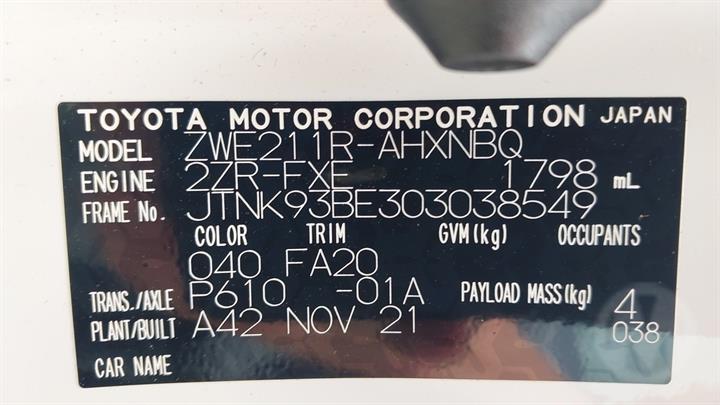 TOYOTA MOTOR CORPORATION JAPAN
MODEL ZWE211R-AHXNBQ
ENGINE 2ZR-FXE 1798 mL
FRAME No. JTNK93BE303038549
COLOR TRIM GVM(kg) OCCUPANTS
040 FA20
TRANS./AXLE P610 -01A PAYLOAD MASS(kg) 4
PLANT/BUILT A42 NOV 21 038
CAR NAME